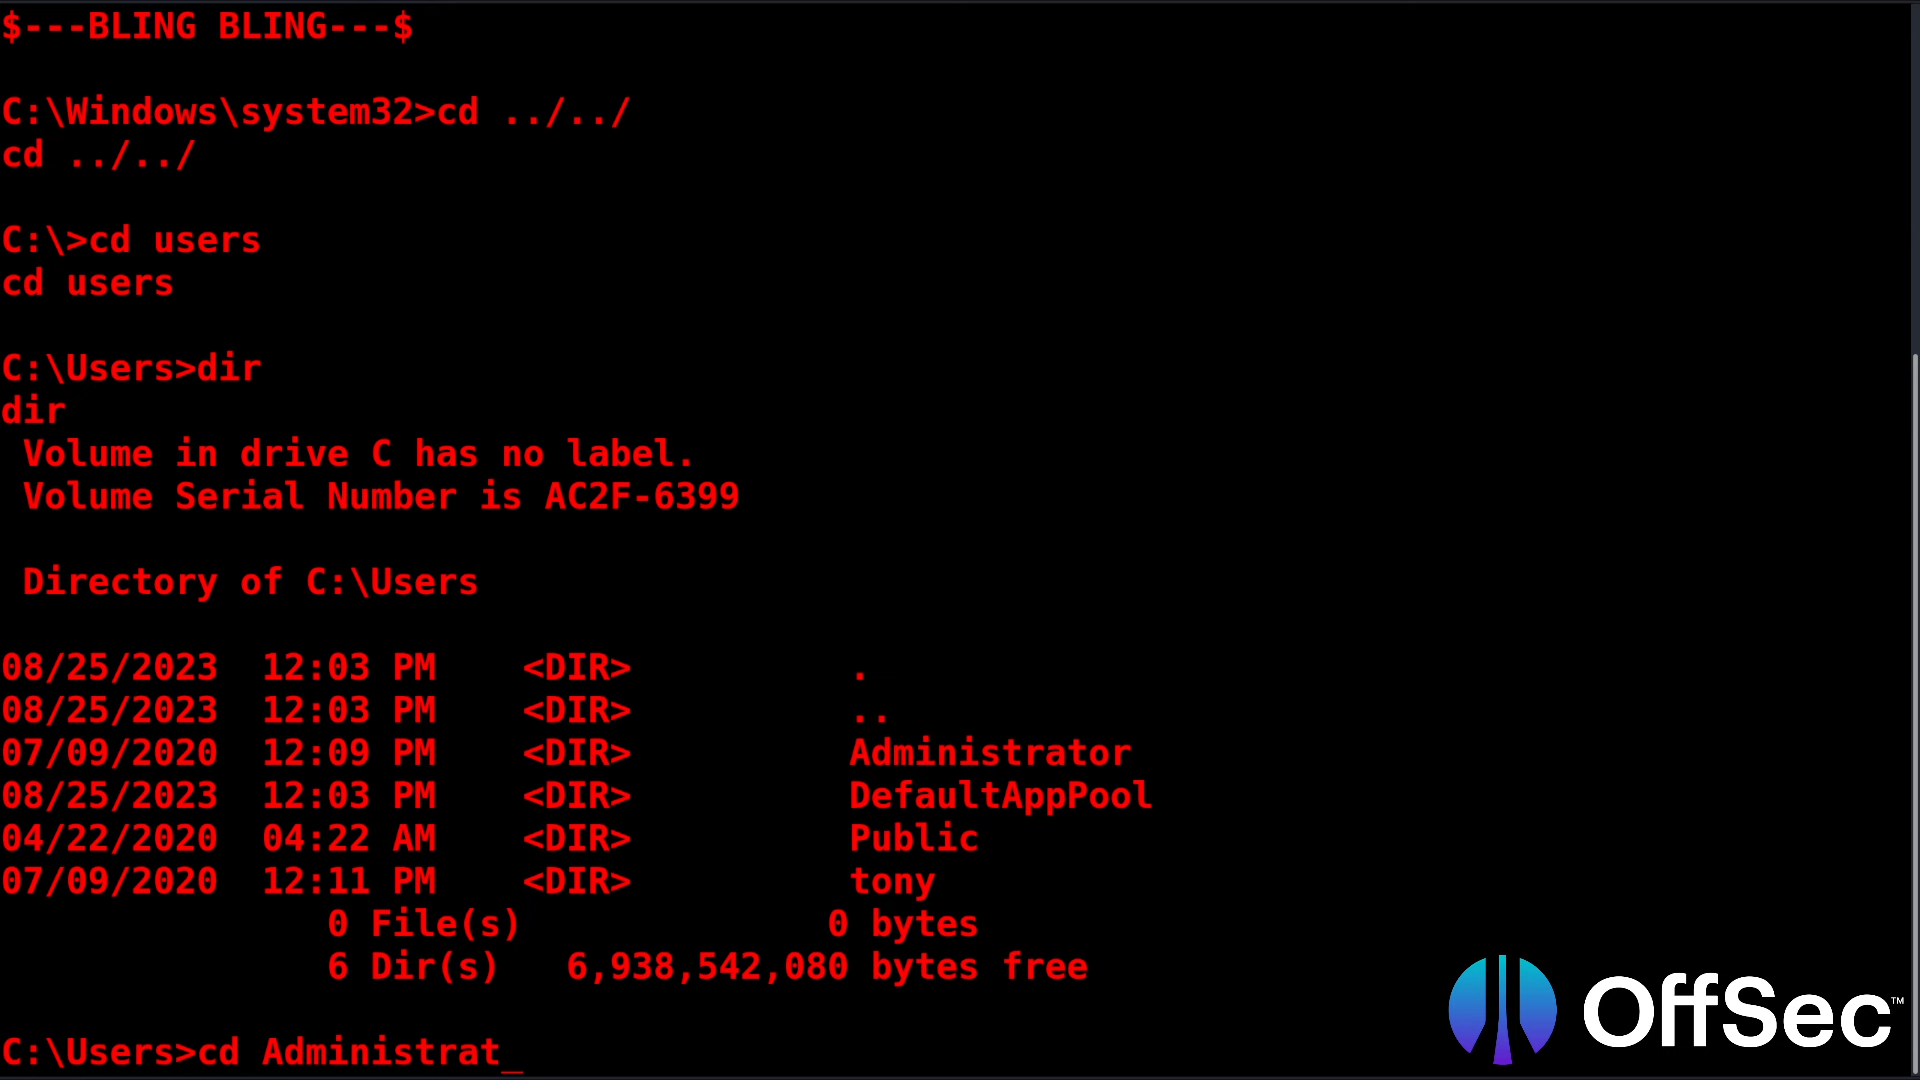 $---BLING BLING---$
C:\Windows\system32>cd ../../
cd ../../
C:\>cd users
cd users
C:\Users>dir
dir
Volume in drive C has no label.
Volume Serial Number is AC2F-6399
Directory of C:\Users
08/25/2023  12:03 PM    <DIR>          .
08/25/2023  12:03 PM    <DIR>          ..
07/09/2020  12:09 PM    <DIR>          Administrator
08/25/2023  12:03 PM    <DIR>          DefaultAppPool
04/22/2020  04:22 AM    <DIR>          Public
07/09/2020  12:11 PM    <DIR>          tony
0 File(s)              0 bytes
6 Dir(s)   6,938,542,080 bytes free
C:\Users>cd Administrat_
OffSec™